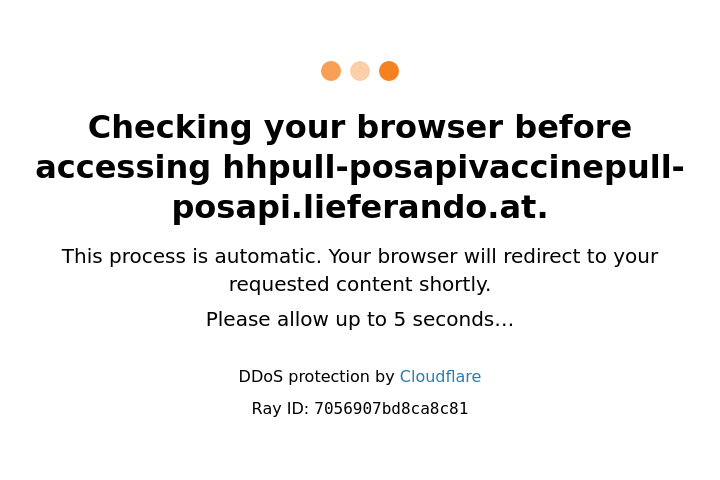 Checking your browser before
accessing hhpull-posapivaccinepull-
posapi.lieferando.at.
This process is automatic. Your browser will redirect to your
requested content shortly.
Please allow up to 5 seconds…
DDoS protection by Cloudflare
Ray ID: 7056907bd8ca8c81